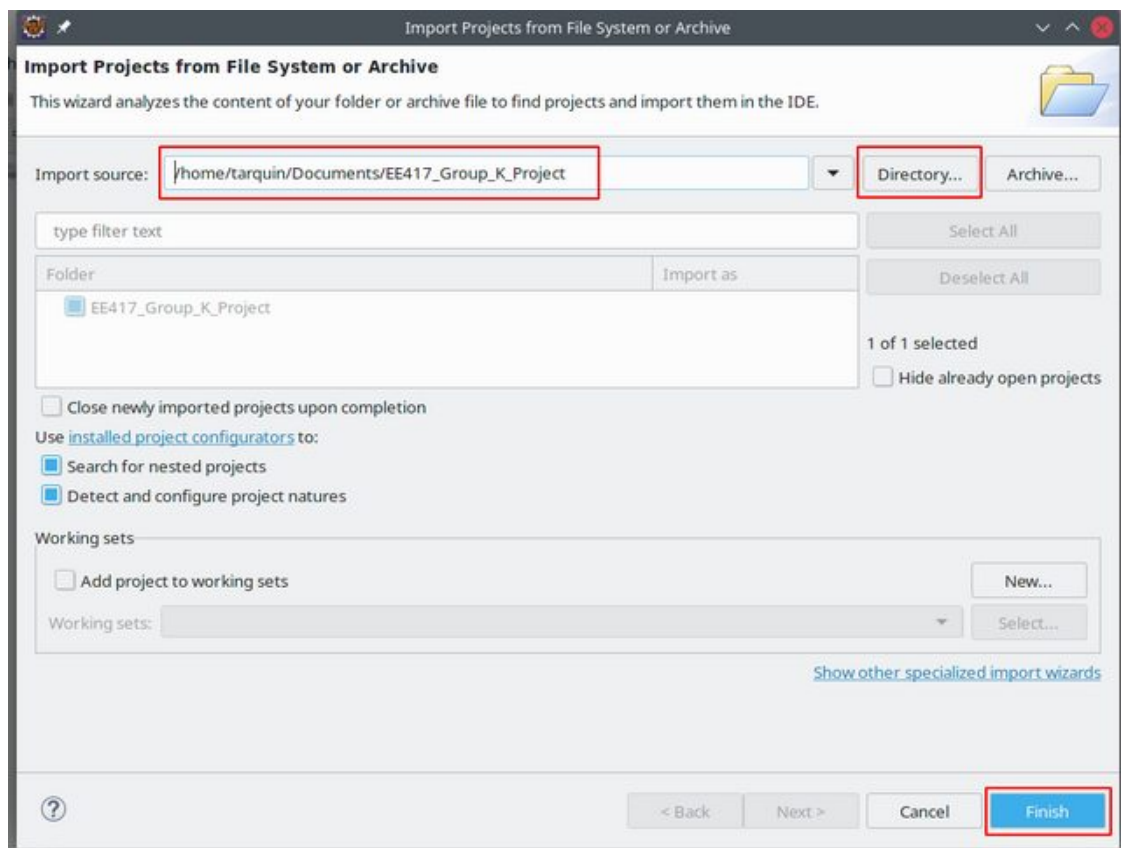 Import Projects from File System or Archive
Import Projects from File System or Archive
This wizard analyzes the content of your folder or archive file to find projects and import them in the IDE.
Import source: /home/tarquin/Documents/EE417_Group_K_Project Directory... Archive...
type filter text Select All
Folder Import as Deselect All
EE417_Group_K_Project
1 of 1 selected
Hide already open projects
Close newly imported projects upon completion
Use installed project configurators to:
Search for nested projects
Detect and configure project natures
Working sets
Add project to working sets New...
Working sets: Select...
Show other specialized import wizards
? < Back Next > Cancel Finish